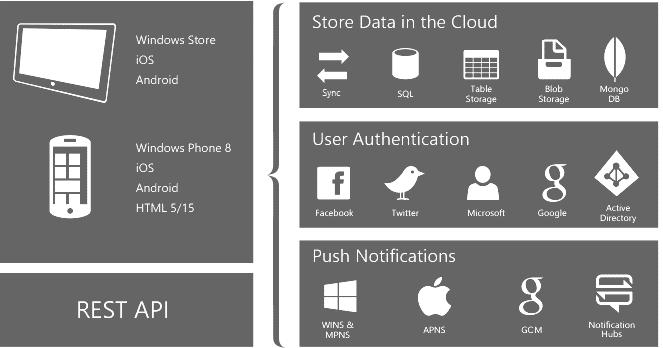 Windows Store
iOS
Android
Windows Phone 8
iOS
Android
HTML 5/15
REST API
Store Data in the Cloud
Sync
SQL
Table
Storage
Blob
Storage
Mongo
DB
User Authentication
Facebook
Twitter
Microsoft
Google
Active
Directory
Push Notifications
WINS &
MPNS
APNS
GCM
Notification
Hubs